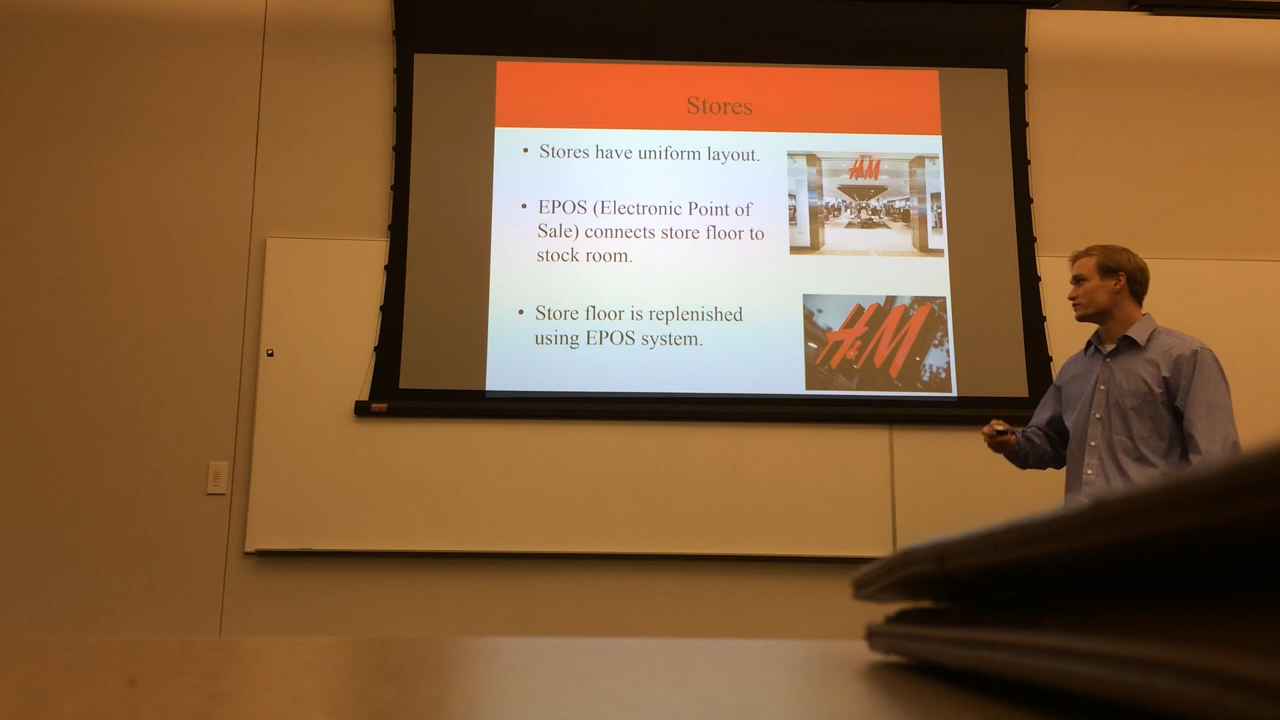 Stores
• Stores have uniform layout.
• EPOS (Electronic Point of
Sale) connects store floor to
stock room.
• Store floor is replenished
using EPOS system.
H&M
H&M